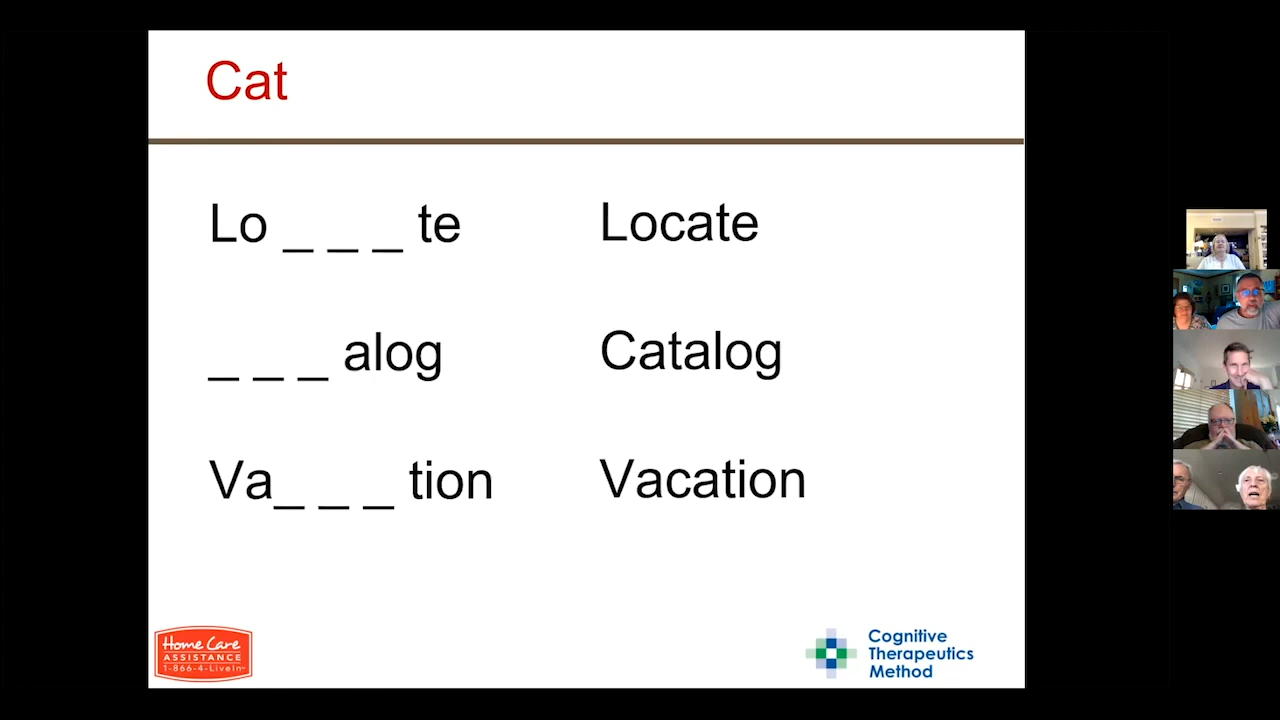 Cat
Lo _ _ _ te
Locate
_ _ _ alog
Catalog
Va_ _ _ tion
Vacation
Home Care
ASSISTANCE
1-866-4-LiveIn
Cognitive
Therapeutics
Method